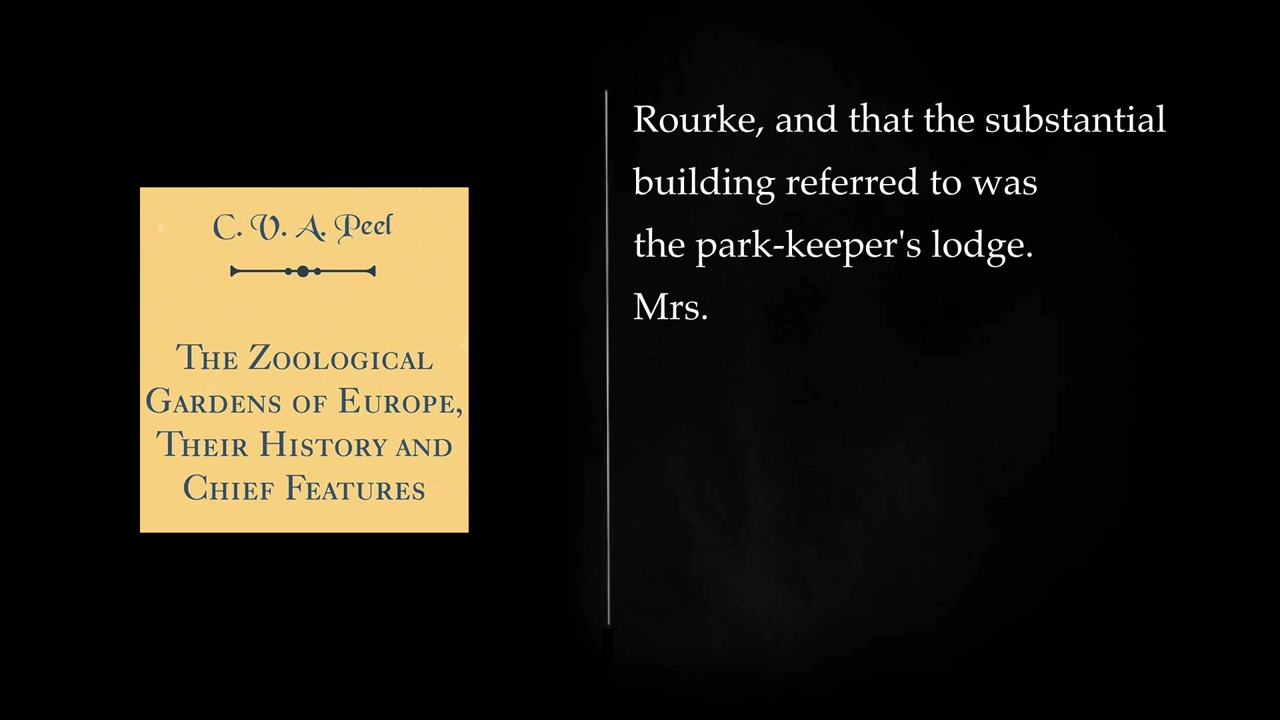 C. V. A. Peel
The Zoological
Gardens of Europe,
Their History and
Chief Features
Rourke, and that the substantial
building referred to was
the park-keeper's lodge.
Mrs.